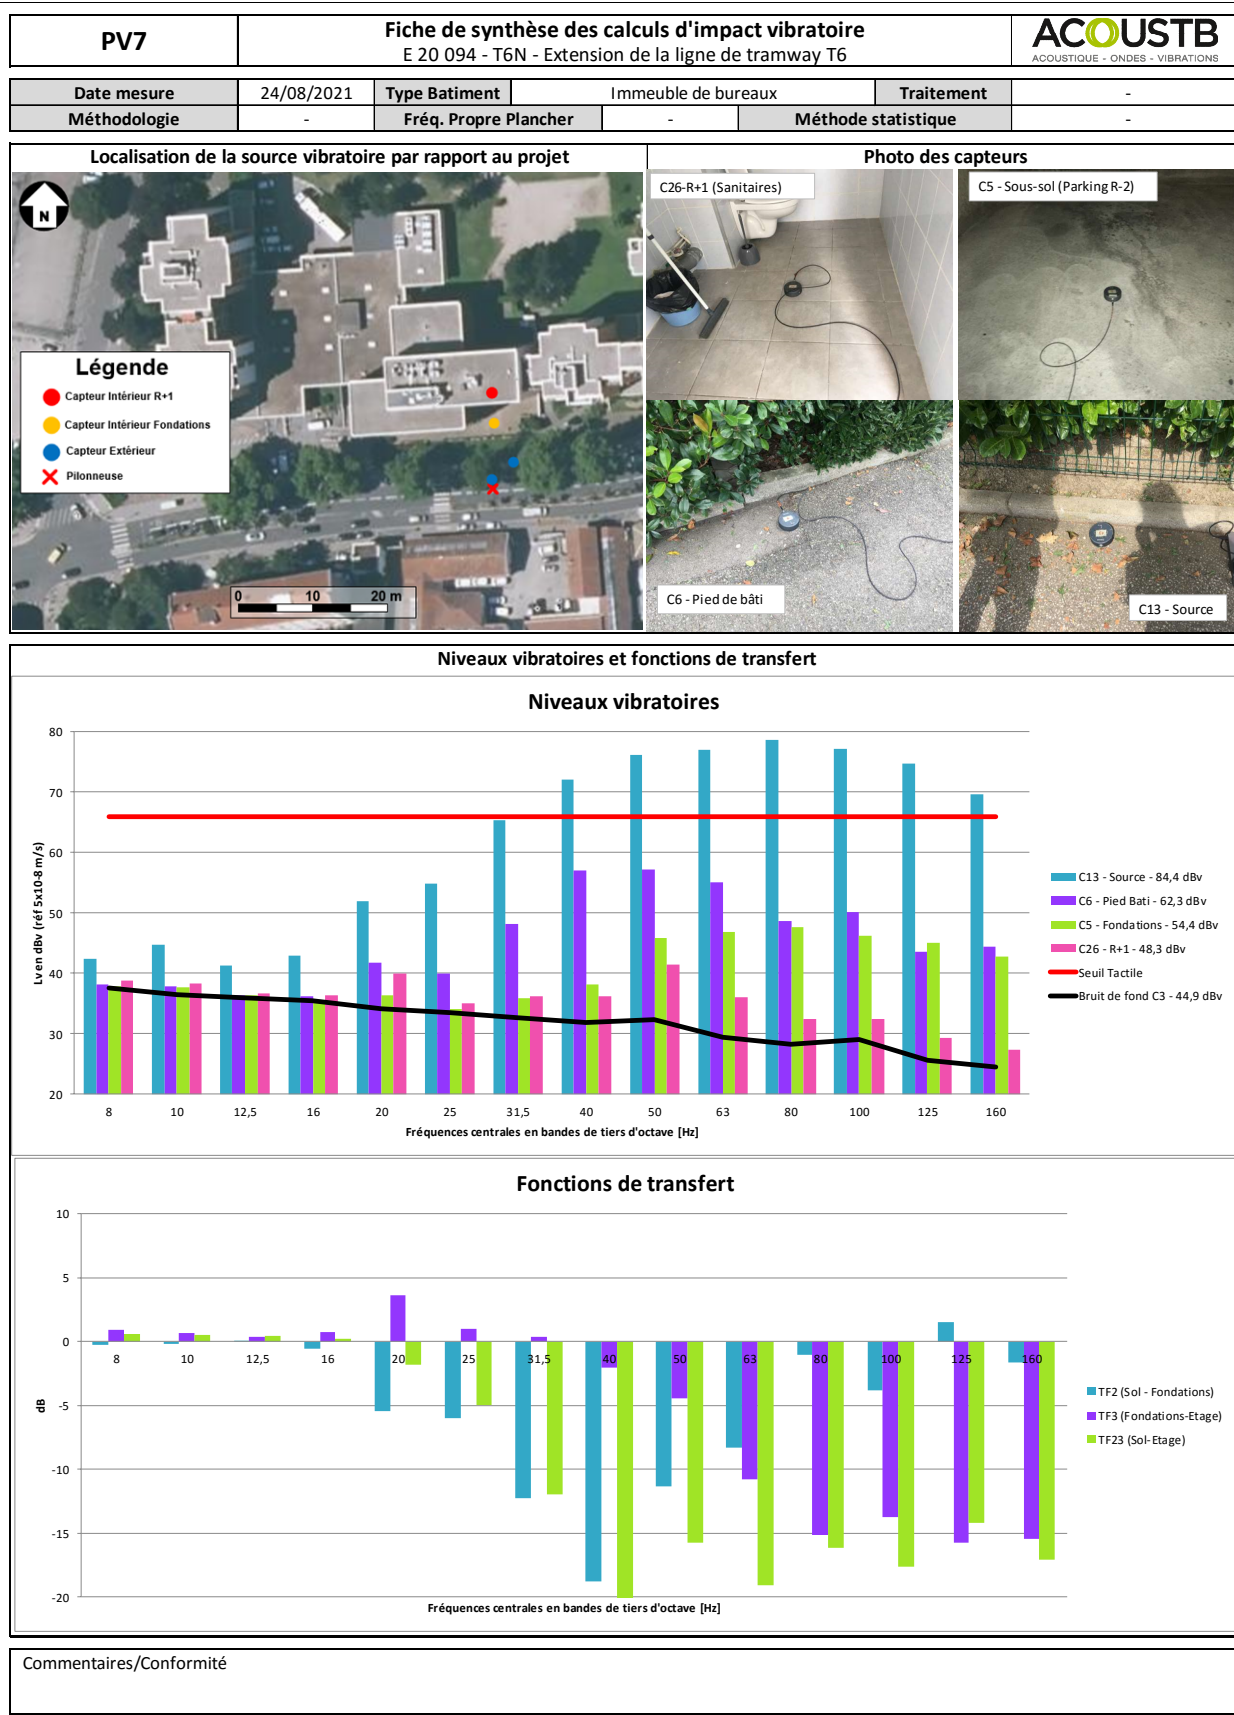 PV7
Fiche de synthèse des calculs d'impact vibratoire
E 20 094 - T6N - Extension de la ligne de tramway T6
ACOUSTB
ACOUSTIQUE - ONDES - VIBRATIONS
Date mesure 24/08/2021 Type Batiment Immeuble de bureaux Traitement -
Méthodologie - Fréq. Propre Plancher - Méthode statistique -
Localisation de la source vibratoire par rapport au projet
Photo des capteurs
N
Légende
Capteur Intérieur R+1
Capteur Intérieur Fondations
Capteur Extérieur
Pilonneuse
0 10 20 m
C26-R+1 (Sanitaires)
C5 - Sous-sol (Parking R-2)
C6 - Pied de bâti
C13 - Source
Niveaux vibratoires et fonctions de transfert
Niveaux vibratoires
Lv en dBv (réf 5x10-8 m/s)
80
70
60
50
40
30
20
8 10 12,5 16 20 25 31,5 40 50 63 80 100 125 160
Fréquences centrales en bandes de tiers d'octave [Hz]
C13 - Source - 84,4 dBv
C6 - Pied Bati - 62,3 dBv
C5 - Fondations - 54,4 dBv
C26 - R+1 - 48,3 dBv
Seuil Tactile
Bruit de fond C3 - 44,9 dBv
Fonctions de transfert
dB
10
5
0
-5
-10
-15
-20
8 10 12,5 16 20 25 31,5 40 50 63 80 100 125 160
Fréquences centrales en bandes de tiers d'octave [Hz]
TF2 (Sol - Fondations)
TF3 (Fondations-Etage)
TF23 (Sol-Etage)
Commentaires/Conformité